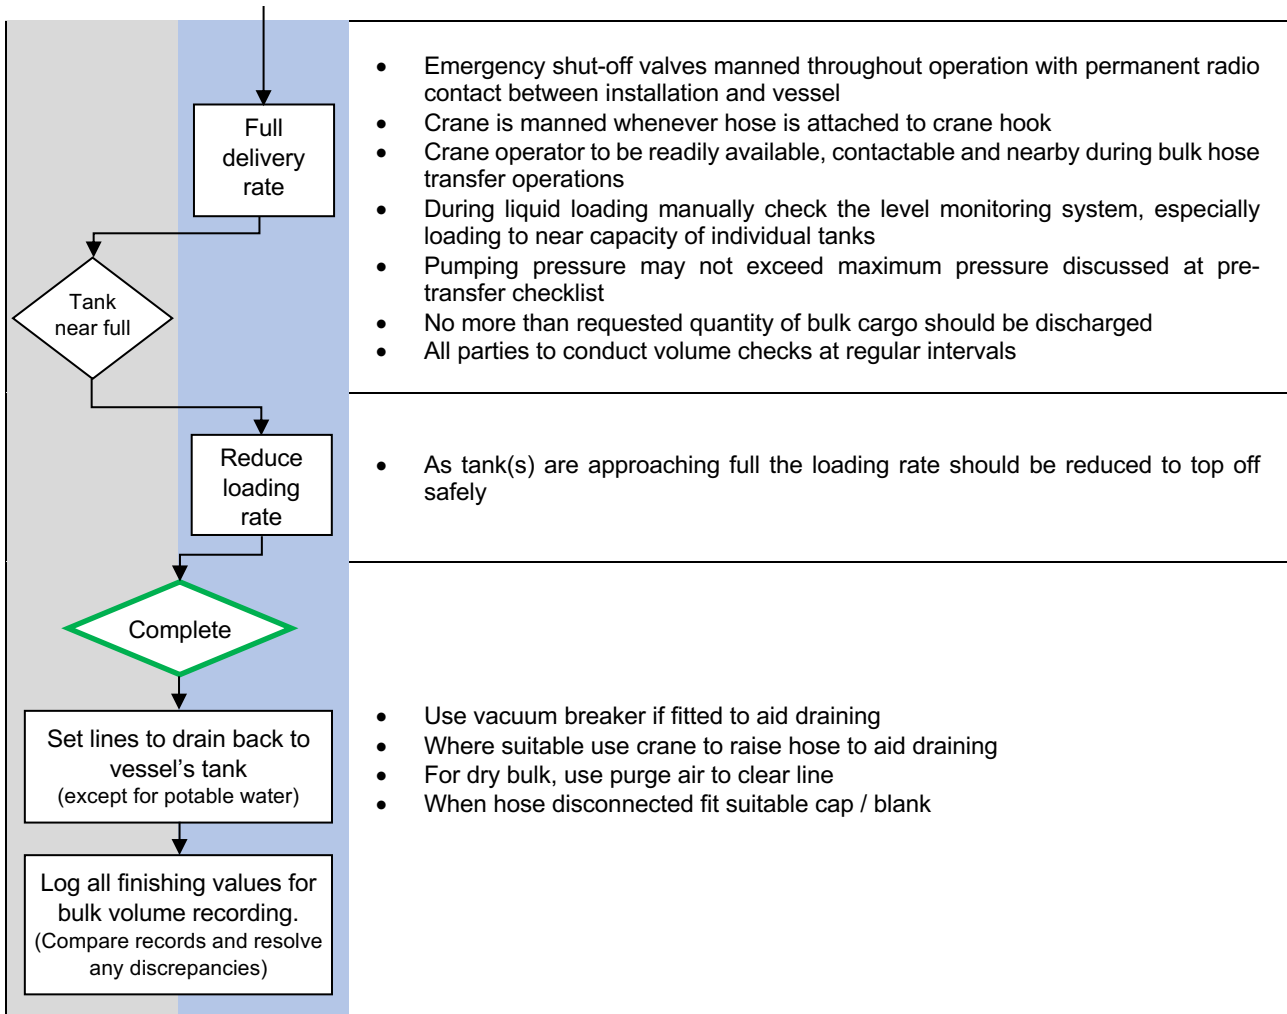 Full
delivery
rate
Tank
near full
• Emergency shut-off valves manned throughout operation with permanent radio
contact between installation and vessel
• Crane is manned whenever hose is attached to crane hook
• Crane operator to be readily available, contactable and nearby during bulk hose
transfer operations
• During liquid loading manually check the level monitoring system, especially
loading to near capacity of individual tanks
• Pumping pressure may not exceed maximum pressure discussed at pre-
transfer checklist
• No more than requested quantity of bulk cargo should be discharged
• All parties to conduct volume checks at regular intervals
Reduce
loading
rate
• As tank(s) are approaching full the loading rate should be reduced to top off
safely
Complete
Set lines to drain back to
vessel's tank
(except for potable water)
Log all finishing values for
bulk volume recording.
(Compare records and resolve
any discrepancies)
• Use vacuum breaker if fitted to aid draining
• Where suitable use crane to raise hose to aid draining
• For dry bulk, use purge air to clear line
• When hose disconnected fit suitable cap / blank